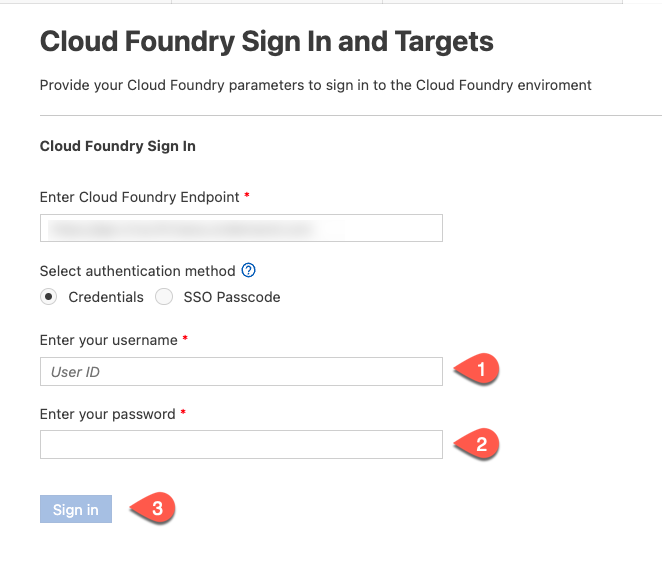 Cloud Foundry Sign In and Targets
Provide your Cloud Foundry parameters to sign in to the Cloud Foundry enviroment
Cloud Foundry Sign In
Enter Cloud Foundry Endpoint *
Select authentication method ?
Credentials SSO Passcode
Enter your username *
User ID 1
Enter your password *
2
Sign in 3